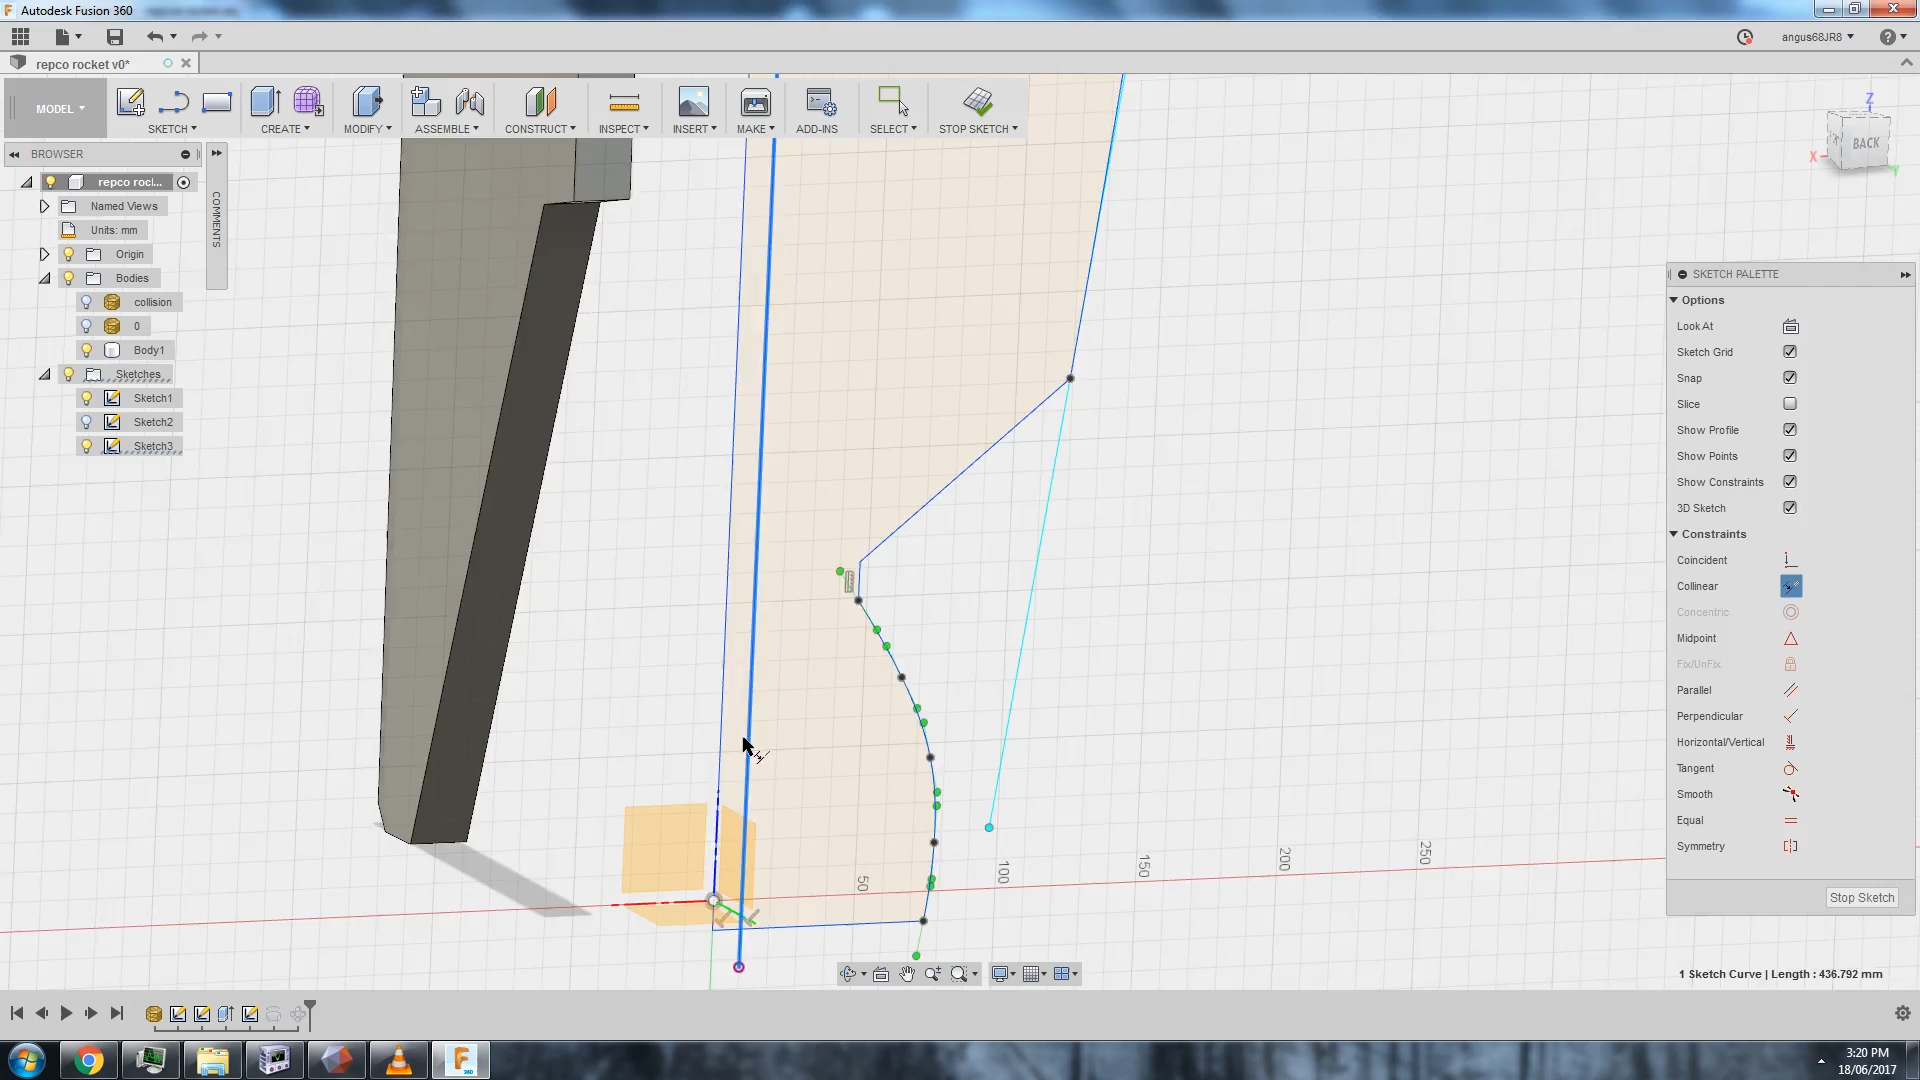 Autodesk Fusion 360
angus68JR8
repco rocket v0*
MODEL
SKETCH
CREATE
MODIFY
ASSEMBLE
CONSTRUCT
INSPECT
INSERT
MAKE
ADD-INS
SELECT
STOP SKETCH
Z
BACK
X
Y
BROWSER
COMMENTS
repco rocl...
Named Views
Units: mm
Origin
Bodies
collision
0
Body1
Sketches
Sketch1
Sketch2
Sketch3
SKETCH PALETTE
Options
Look At
Sketch Grid
Snap
Slice
Show Profile
Show Points
Show Constraints
3D Sketch
Constraints
Coincident
Collinear
Concentric
Midpoint
Fix/UnFix
Parallel
Perpendicular
Horizontal/Vertical
Tangent
Smooth
Equal
Symmetry
Stop Sketch
50
100
150
200
250
1 Sketch Curve | Length : 436.792 mm
3:20 PM
18/06/2017